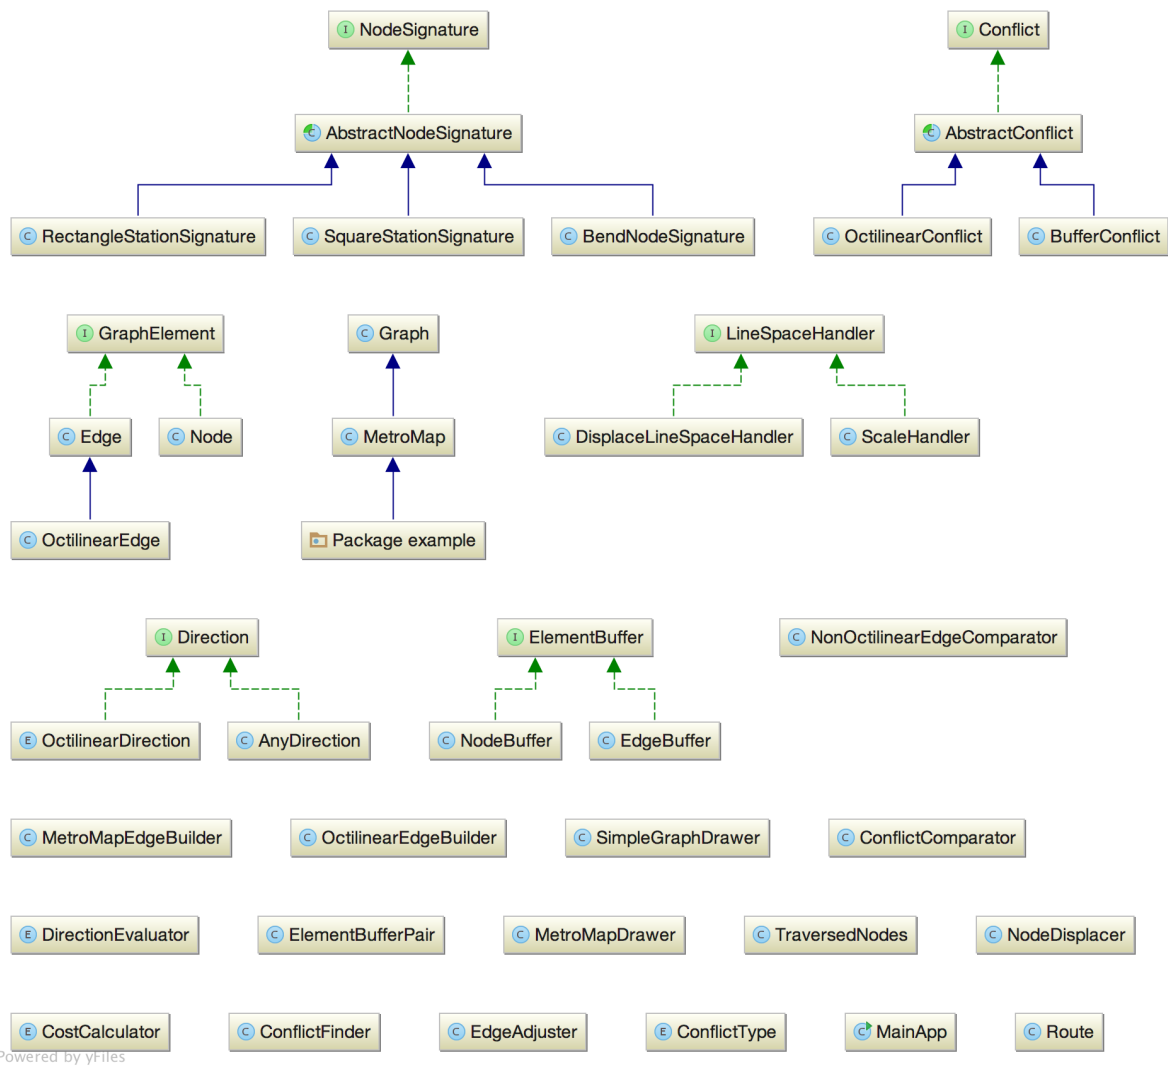 I NodeSignature
I Conflict
C AbstractNodeSignature
C AbstractConflict
C RectangleStationSignature
C SquareStationSignature
C BendNodeSignature
C OctilinearConflict
C BufferConflict
I GraphElement
C Graph
I LineSpaceHandler
C Edge
C Node
C MetroMap
C DisplaceLineSpaceHandler
C ScaleHandler
C OctilinearEdge
Package example
I Direction
I ElementBuffer
C NonOctilinearEdgeComparator
E OctilinearDirection
C AnyDirection
C NodeBuffer
C EdgeBuffer
C MetroMapEdgeBuilder
C OctilinearEdgeBuilder
C SimpleGraphDrawer
C ConflictComparator
E DirectionEvaluator
C ElementBufferPair
C MetroMapDrawer
C TraversedNodes
C NodeDisplacer
E CostCalculator
C ConflictFinder
C EdgeAdjuster
E ConflictType
C MainApp
C Route
Powered by yFiles